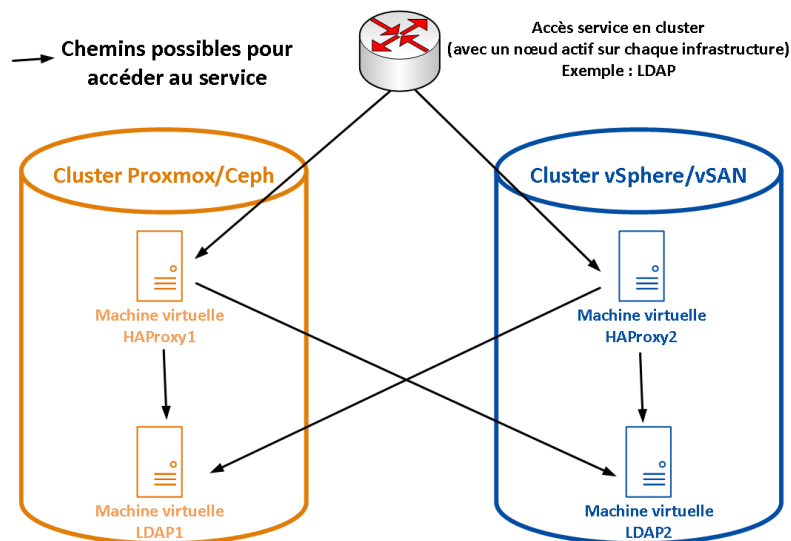 Chemins possibles pour
accéder au service
Accès service en cluster
(avec un nœud actif sur chaque infrastructure)
Exemple : LDAP
Cluster Proxmox/Ceph
Cluster vSphere/vSAN
Machine virtuelle
HAProxy1
Machine virtuelle
HAProxy2
Machine virtuelle
LDAP1
Machine virtuelle
LDAP2